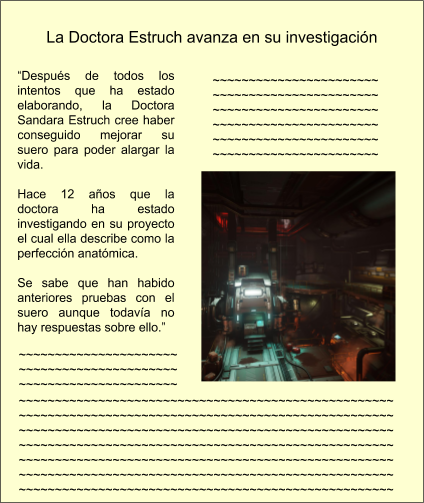 La Doctora Estruch avanza en su investigación
“Después de todos los
intentos que ha estado
elaborando, la Doctora
Sandara Estruch cree haber
conseguido mejorar su
suero para poder alargar la
vida.
Hace 12 años que la
doctora ha estado
investigando en su proyecto
el cual ella describe como la
perfección anatómica.
Se sabe que han habido
anteriores pruebas con el
suero aunque todavía no
hay respuestas sobre ello.”